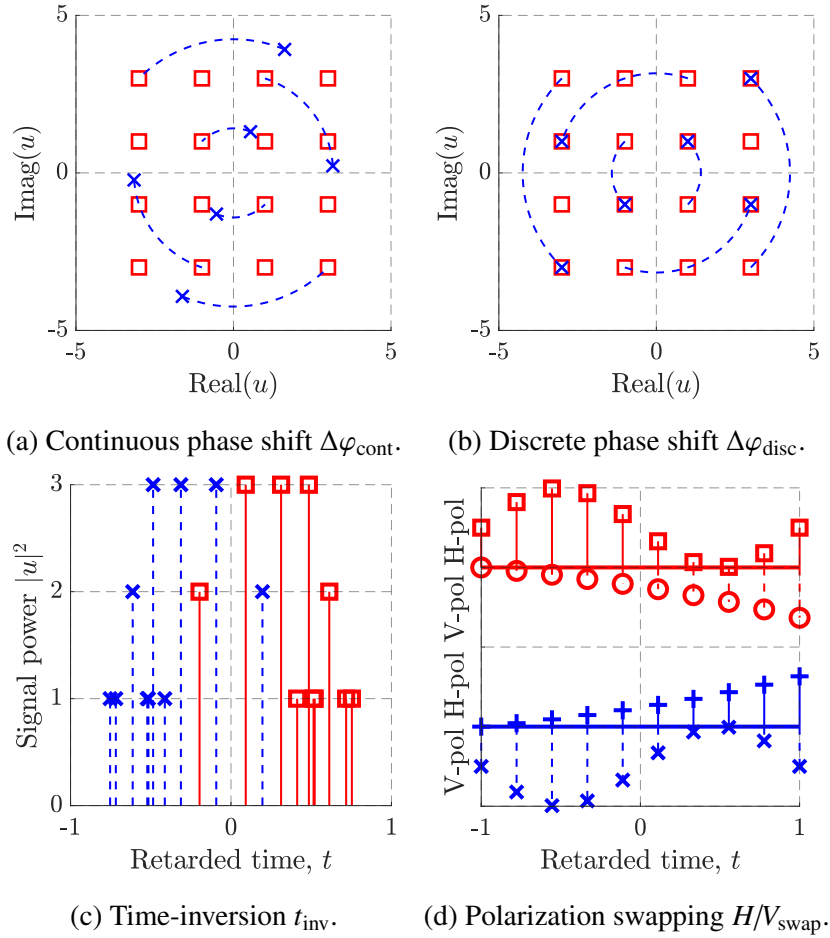 5
0
-5
-5 0 5
Imag(u)
Real(u)
(a) Continuous phase shift Δφcont.
5
0
-5
-5 0 5
Imag(u)
Real(u)
(b) Discrete phase shift Δφdisc.
3
2
1
0
-1 0 1
Signal power |u|²
Retarded time, t
(c) Time-inversion tinv.
V-pol H-pol V-pol H-pol
-1 0 1
Retarded time, t
(d) Polarization swapping H/Vswap.